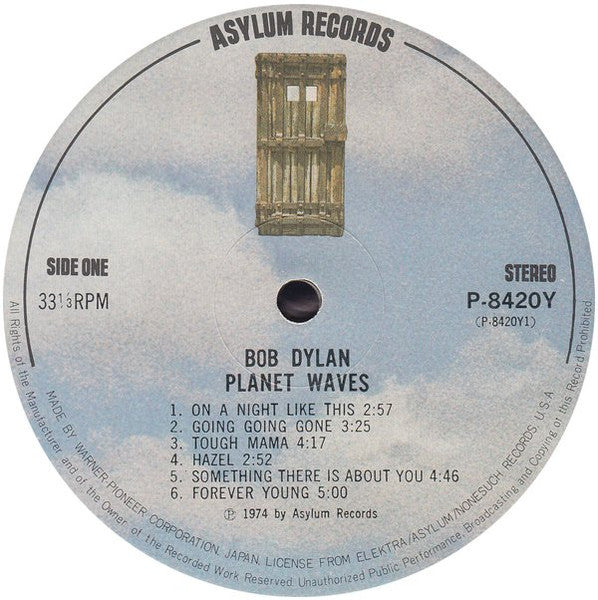 ASYLUM RECORDS
SIDE ONE
33⅓RPM
STEREO
P-8420Y
(P-8420Y1)
BOB DYLAN
PLANET WAVES
1. ON A NIGHT LIKE THIS 2:57
2. GOING GOING GONE 3:25
3. TOUGH MAMA 4:17
4. HAZEL 2:52
5. SOMETHING THERE IS ABOUT YOU 4:46
6. FOREVER YOUNG 5:00
Ⓟ 1974 by Asylum Records
MADE BY WARNER-PIONEER CORPORATION, JAPAN, LICENSE FROM ELEKTRA/ASYLUM/NONESUCH RECORDS, U.S.A
All Rights of the Manufacturer and of the Owner of the Recorded Work Reserved. Unauthorized Public Performance, Broadcasting and Copying of this Record Prohibited.